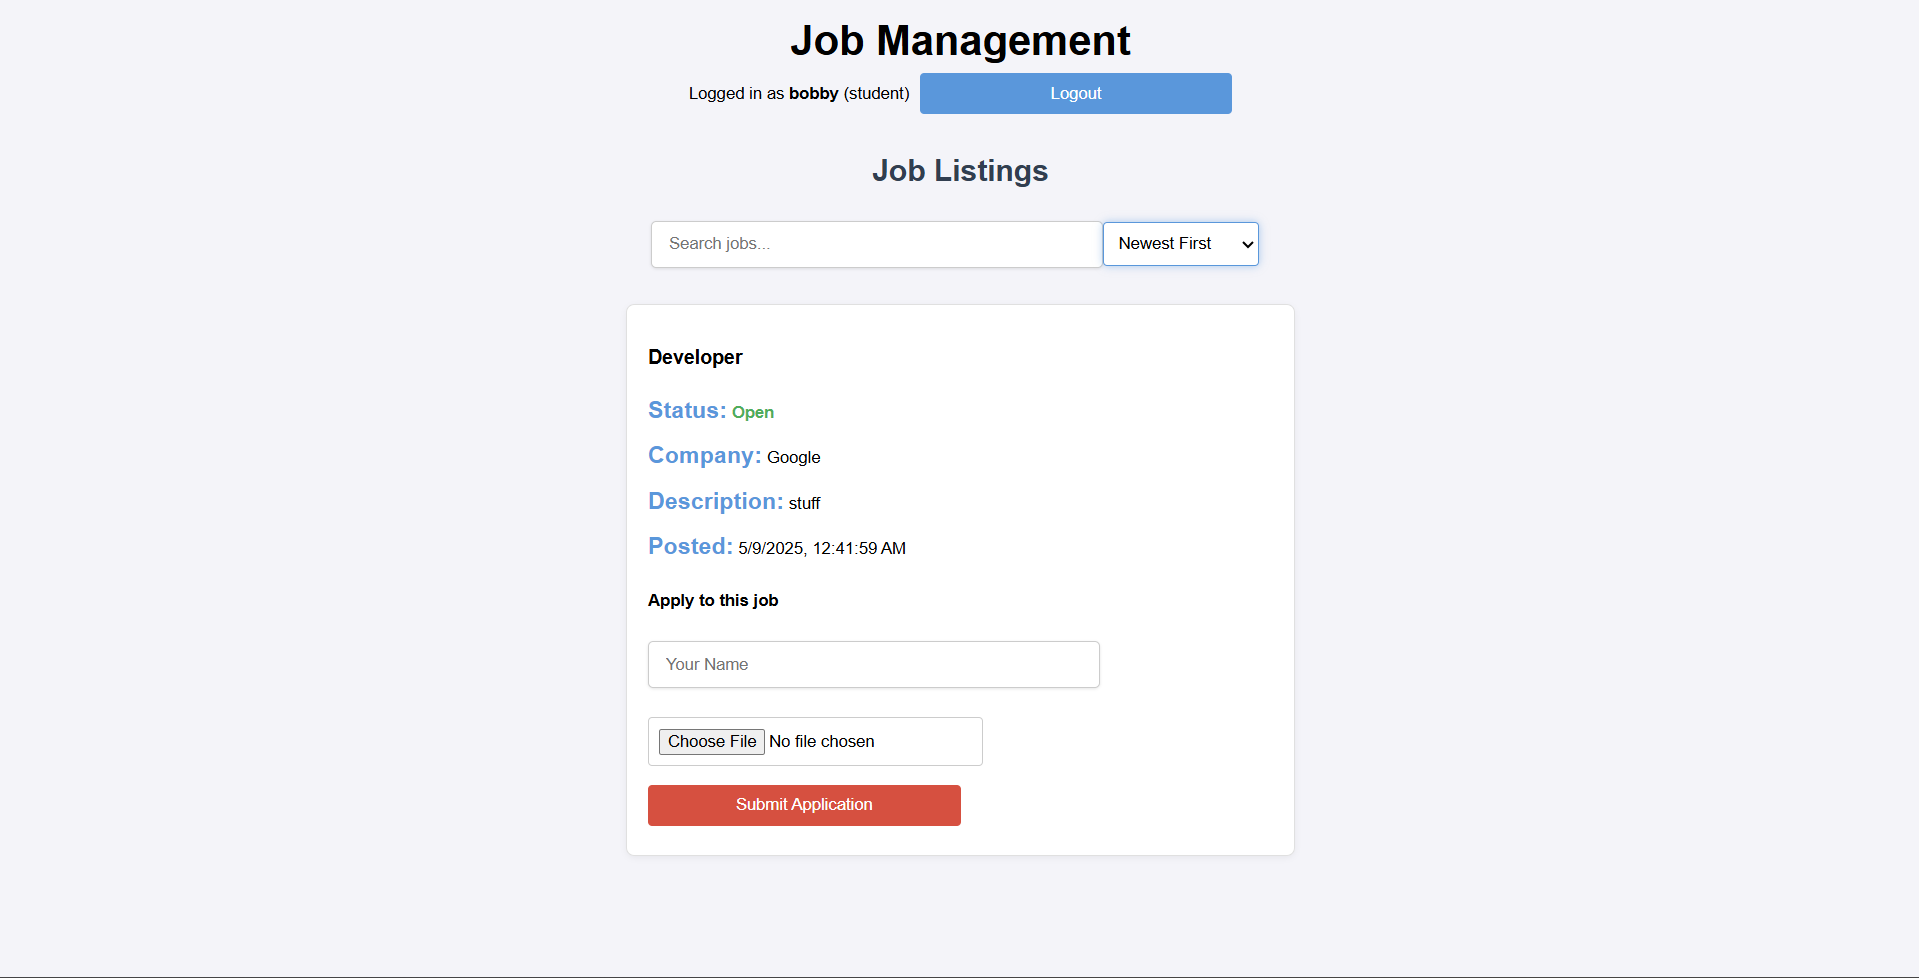 Job Management
Logged in as bobby (student) Logout
Job Listings
Search jobs... Newest First
Developer
Status: Open
Company: Google
Description: stuff
Posted: 5/9/2025, 12:41:59 AM
Apply to this job
Your Name
Choose File No file chosen
Submit Application